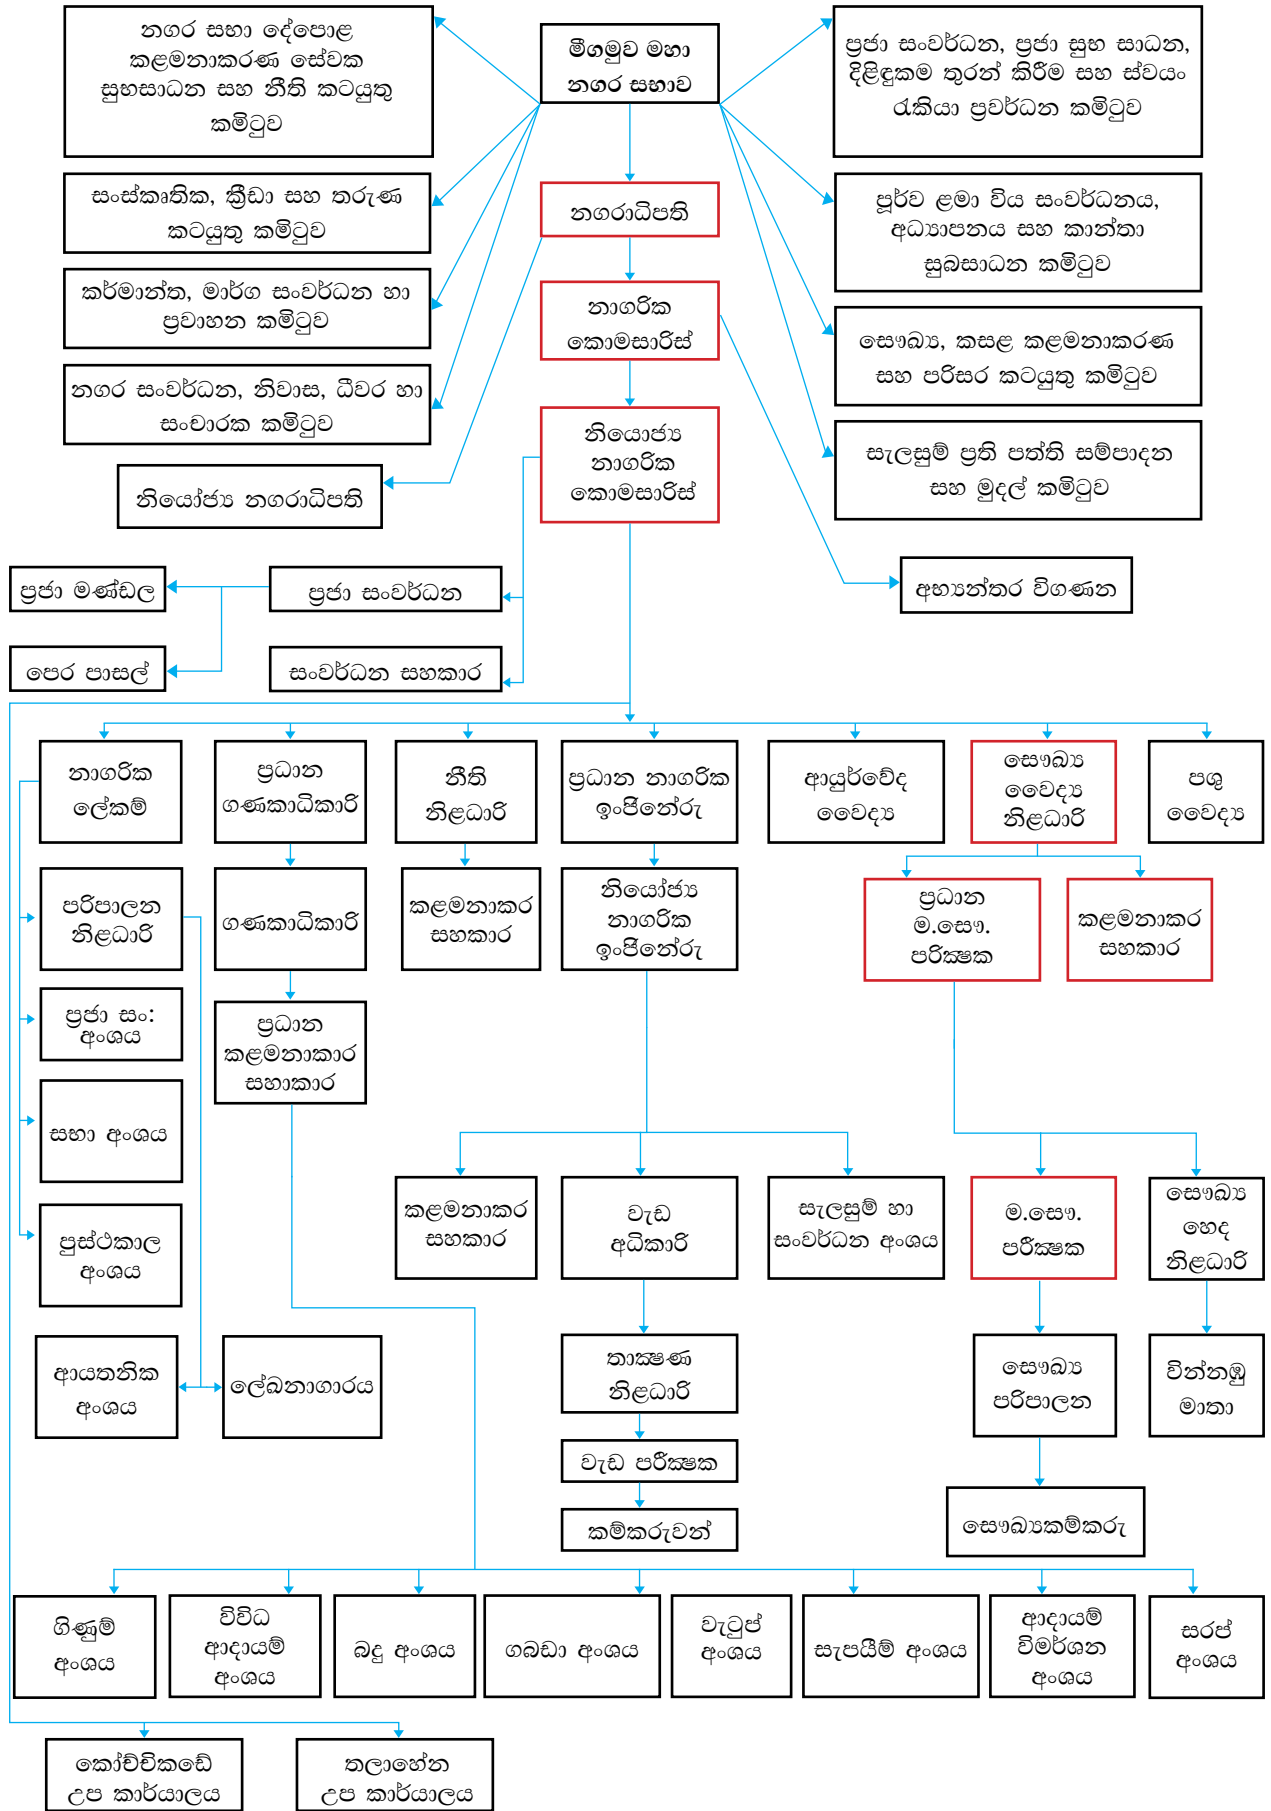 නගර සභා දේපොළ
කළමනාකරණ සේවක
සුභසාධන සහ නීති කටයුතු
කමිටුව
මීගමුව මහා
නගර සභාව
ප්‍රජා සංවර්ධන, ප්‍රජා සුභ සාධන,
දිළිඳුකම තුරන් කිරීම සහ ස්වයං
රැකියා ප්‍රවර්ධන කමිටුව
සංස්කෘතික, ක්‍රීඩා සහ තරුණ
කටයුතු කමිටුව
නගරාධිපති
පූර්ව ළමා විය සංවර්ධනය,
අධ්‍යාපනය සහ කාන්තා
සුබසාධන කමිටුව
කර්මාන්ත, මාර්ග සංවර්ධන හා
ප්‍රවාහන කමිටුව
නාගරික
කොමසාරිස්
සෞඛ්‍ය, කසළ කළමනාකරණ
සහ පරිසර කටයුතු කමිටුව
නගර සංවර්ධන, නිවාස, ධීවර හා
සංචාරක කමිටුව
නියොජ්‍ය
නාගරික
කොමසාරිස්
සැලසුම් ප්‍රති පත්ති සම්පාදන
සහ මුදල් කමිටුව
නියෝජ්‍ය නගරාධිපති
ප්‍රජා මණ්ඩල
ප්‍රජා සංවර්ධන
අභ්‍යන්තර විගණන
පෙර පාසල්
සංවර්ධන සහකාර
නාගරික
ලේකම්
ප්‍රධාන
ගණකාධිකාරි
නීති
නිළධාරි
ප්‍රධාන නාගරික
ඉංජිනේරු
ආයුර්වේද
වෛද්‍ය
සෞඛ්‍ය
වෛද්‍ය
නිළධාරි
පශු
වෛද්‍ය
පරිපාලන
නිළධාරි
ගණකාධිකාරි
කළමනාකර
සහකාර
නියෝජ්‍ය
නාගරික
ඉංජිනේරු
ප්‍රධාන
ම.සෞ.
පරික්‍ෂක
කළමනාකර
සහකාර
ප්‍රජා සං:
අංශය
ප්‍රධාන
කළමනාකාර
සහාකාර
සභා අංශය
කළමනාකර
සහකාර
වැඩ
අධිකාරි
සැලසුම් හා
සංවර්ධන අංශය
ම.සෞ.
පරීක්‍ෂක
සෞඛ්‍ය
හෙද
නිළධාරි
පුස්ථකාල
අංශය
ආයතනික
අංශය
ලේඛනාගාරය
තාක්‍ෂණ
නිළධාරි
සෞඛ්‍ය
පරිපාලන
වින්නඹු
මාතා
වැඩ පරීක්‍ෂක
කම්කරුවන්
සෞඛ්‍යකම්කරු
ගිණුම්
අංශය
විවිධ
ආදායම්
අංශය
බදු අංශය
ගබඩා අංශය
වැටුප්
අංශය
සැපයීම් අංශය
ආදායම්
විමර්ශන
අංශය
සරප්
අංශය
කෝච්චිකඩේ
උප කාර්යාලය
තලාහේන
උප කාර්යාලය